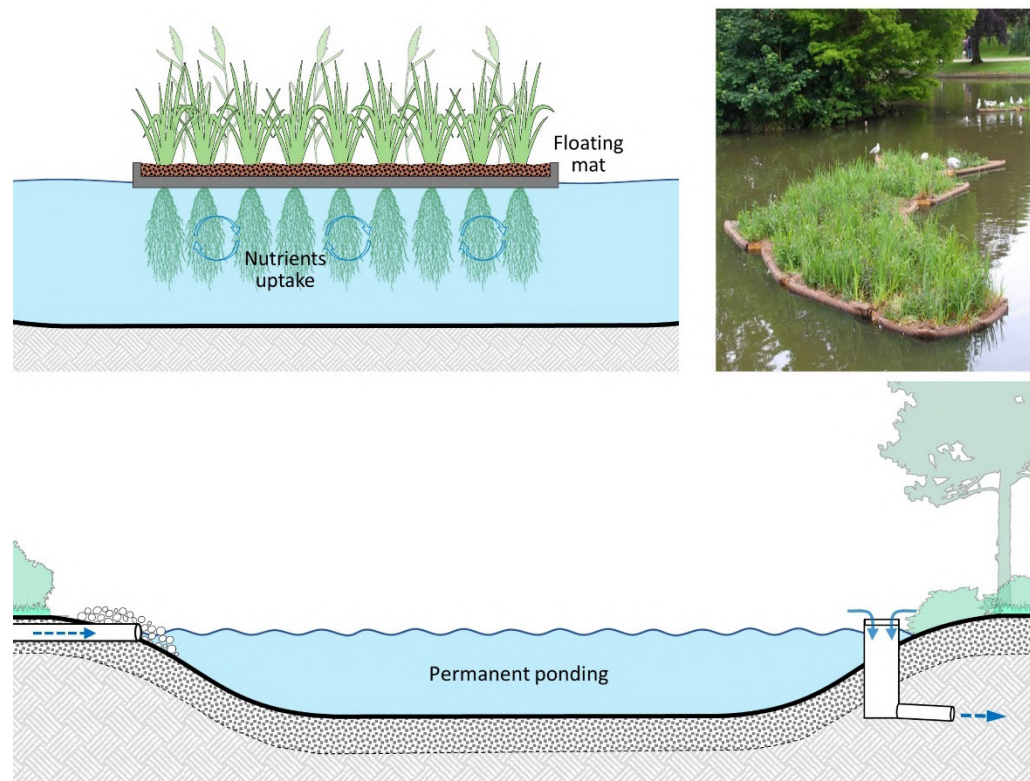 Floating
mat
Nutrients
uptake
Permanent ponding